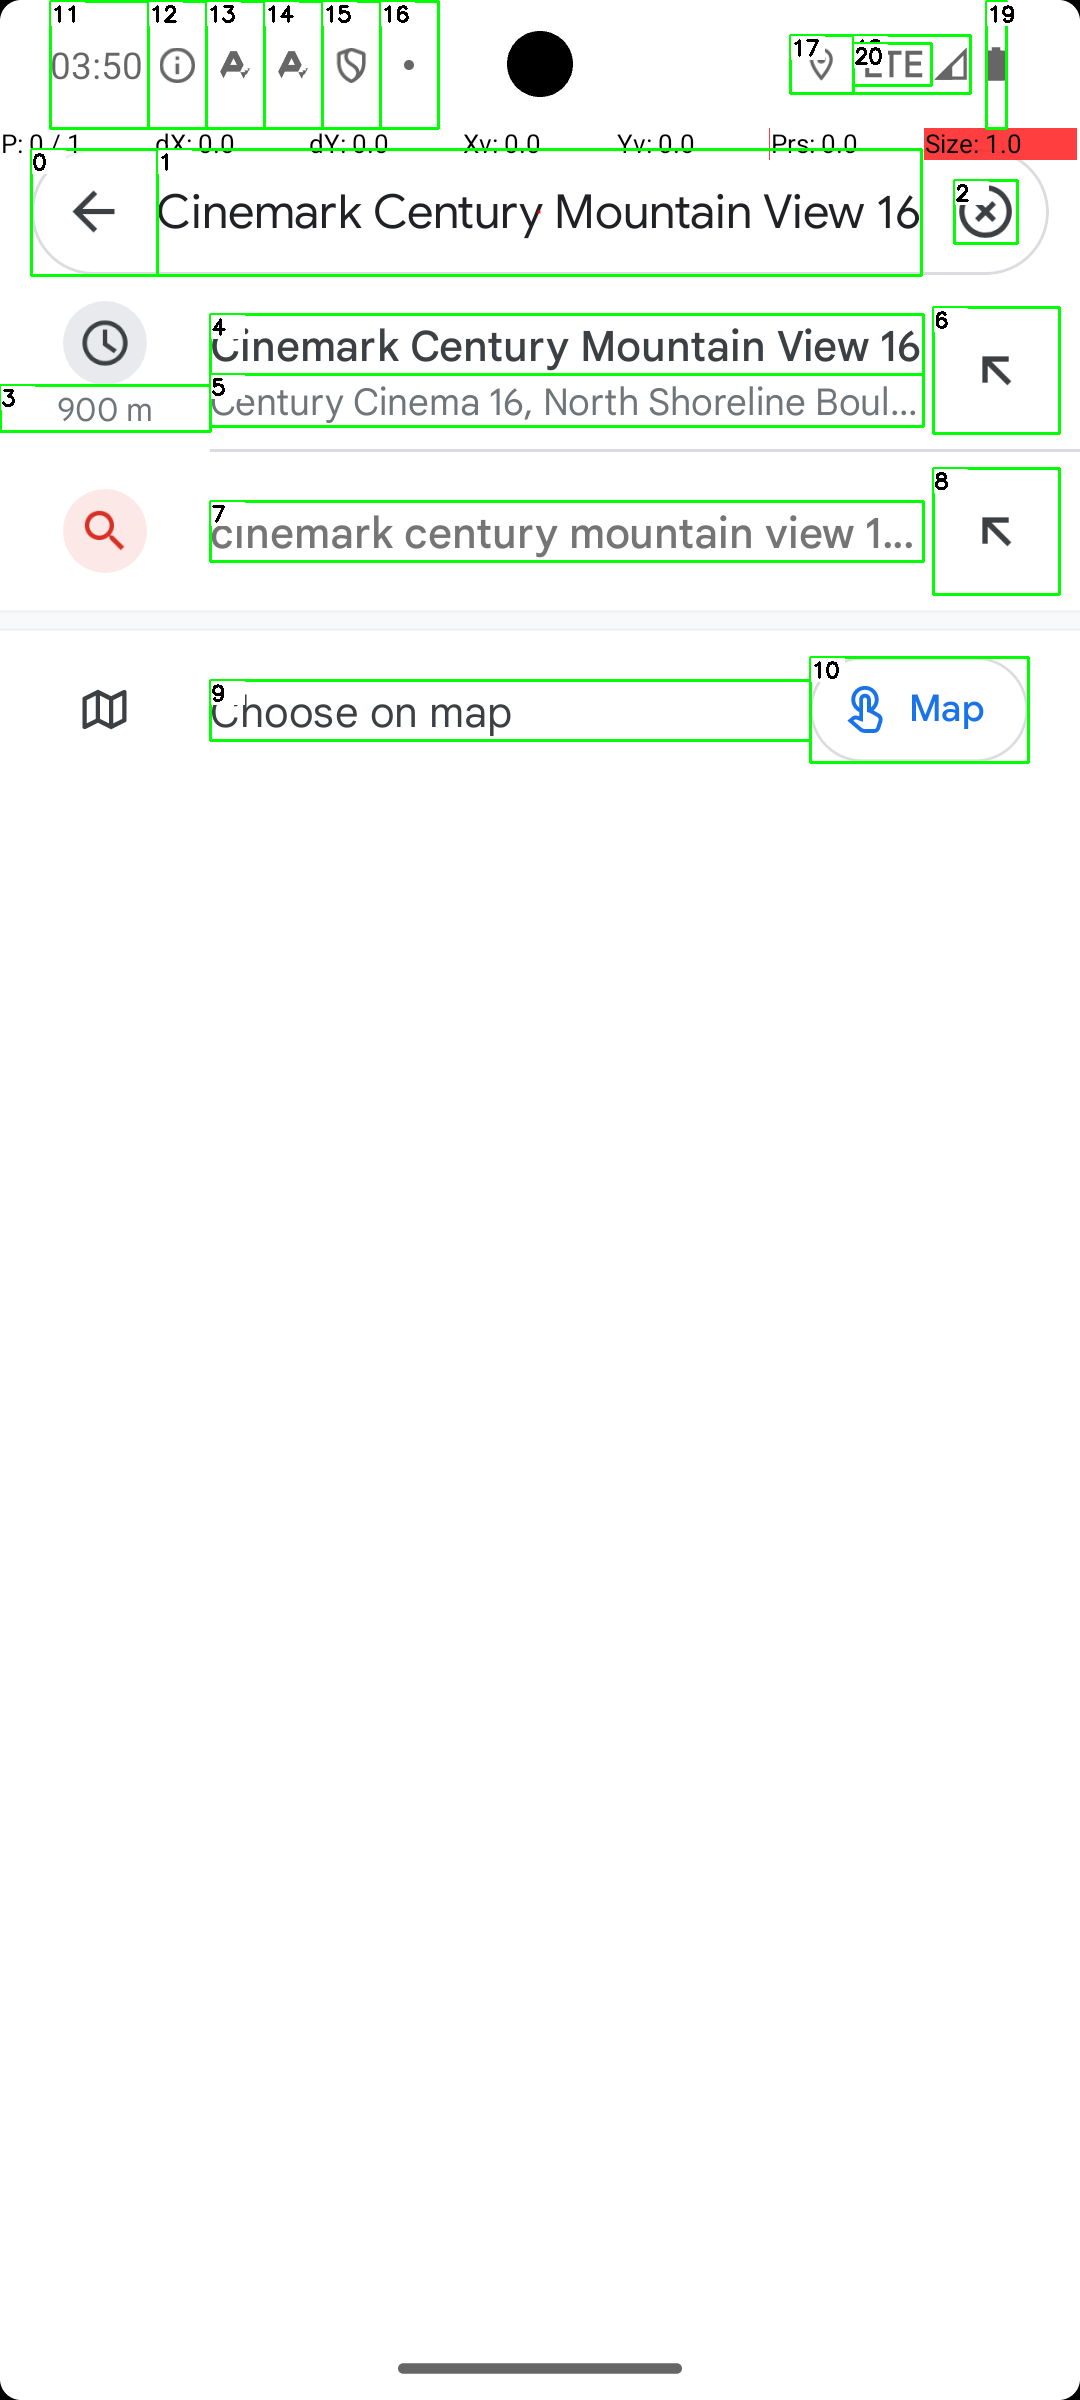 03:50
LTE
P: 0 / 1 dX: 0.0 dY: 0.0 Xv: 0.0 Yv: 0.0 Prs: 0.0 Size: 1.0
Cinemark Century Mountain View 16
Cinemark Century Mountain View 16
900 m
Century Cinema 16, North Shoreline Boul...
cinemark century mountain view 1...
Choose on map
Map
0
1
2
3
4
5
6
7
8
9
10
11
12
13
14
15
16
17
19
20